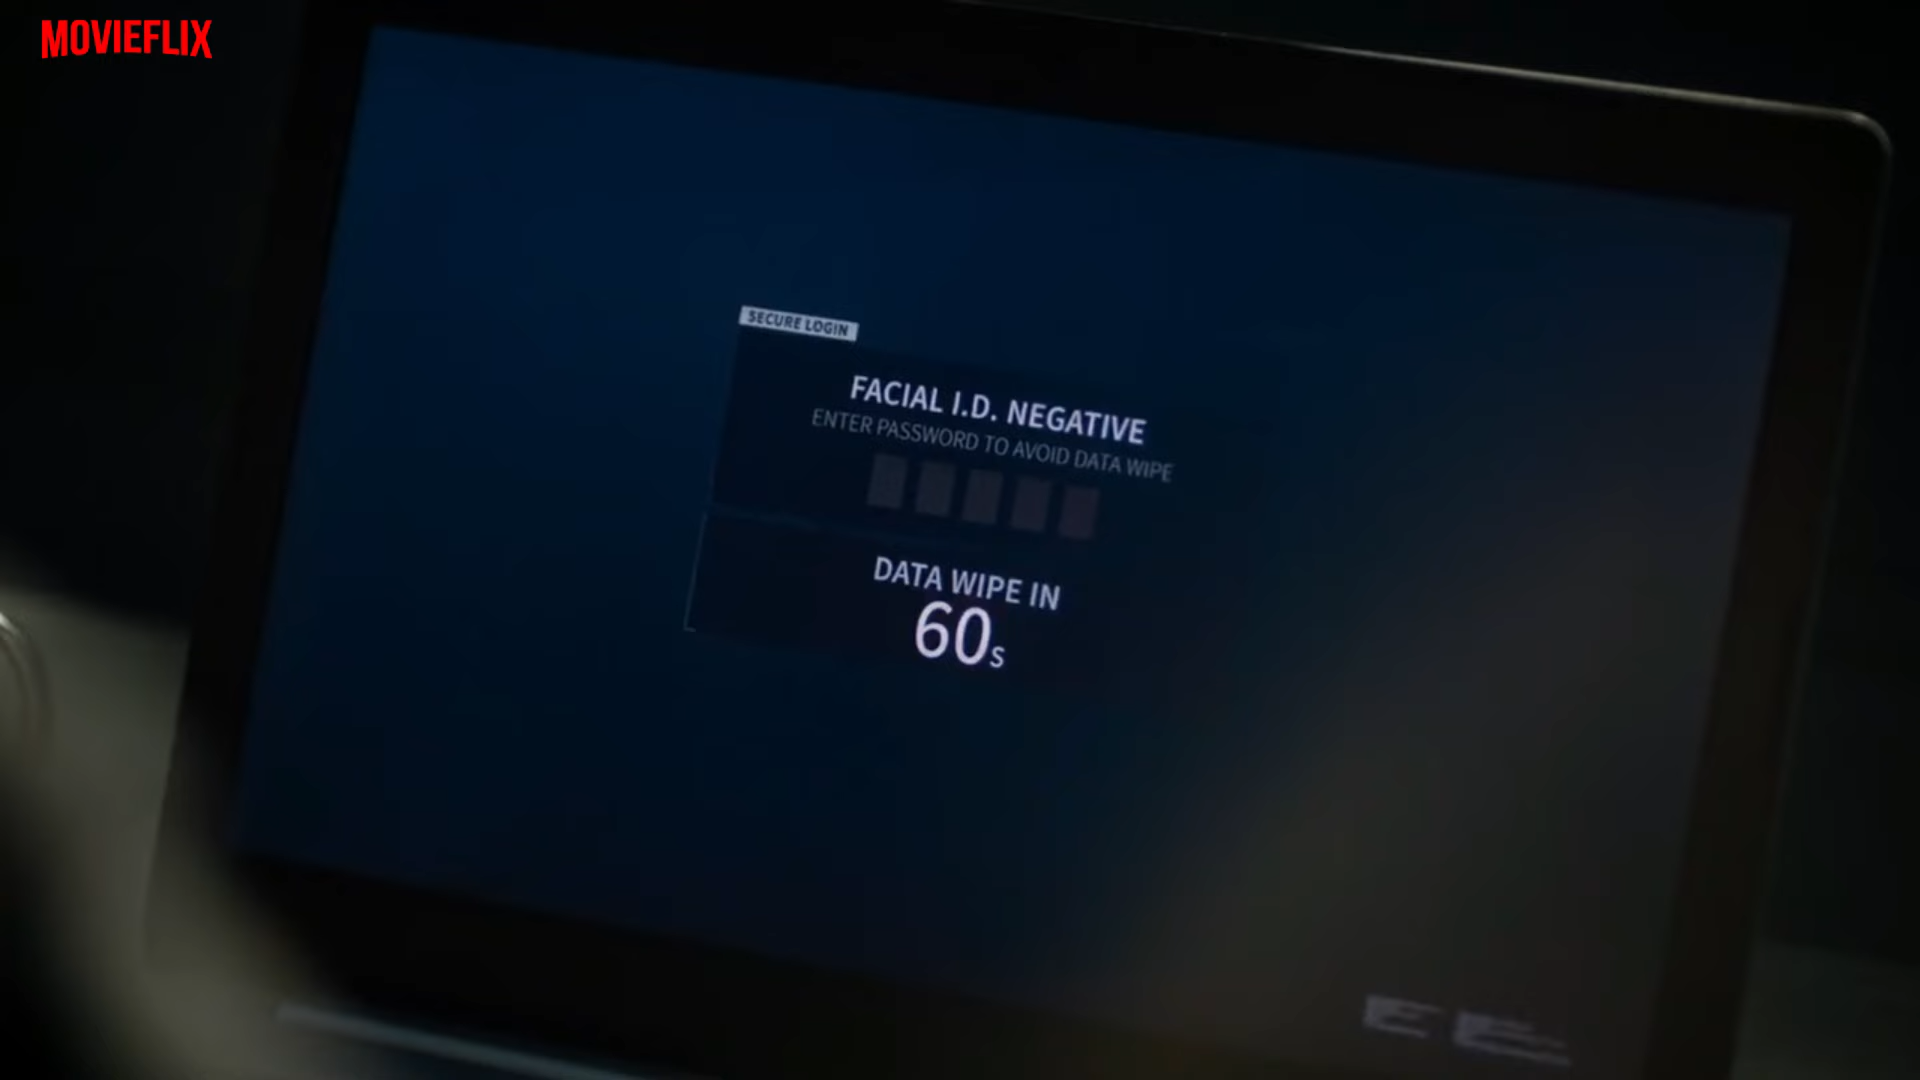 MOVIEFLIX
SECURE LOGIN
FACIAL I.D. NEGATIVE
ENTER PASSWORD TO AVOID DATA WIPE
DATA WIPE IN
60s